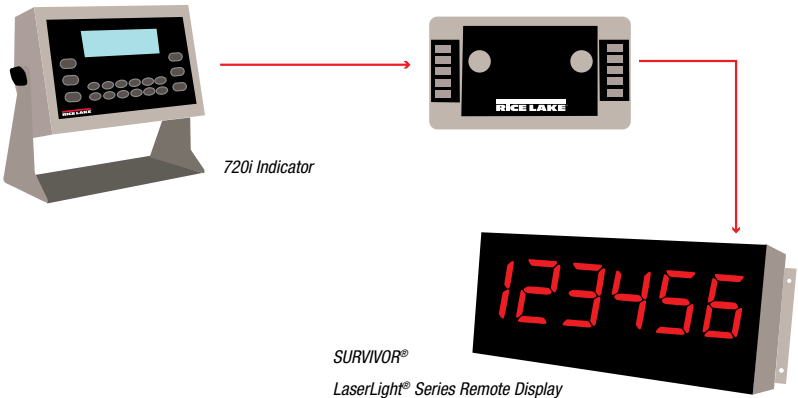 RICE LAKE
RICE LAKE
720i Indicator
123456
SURVIVOR®
LaserLight® Series Remote Display